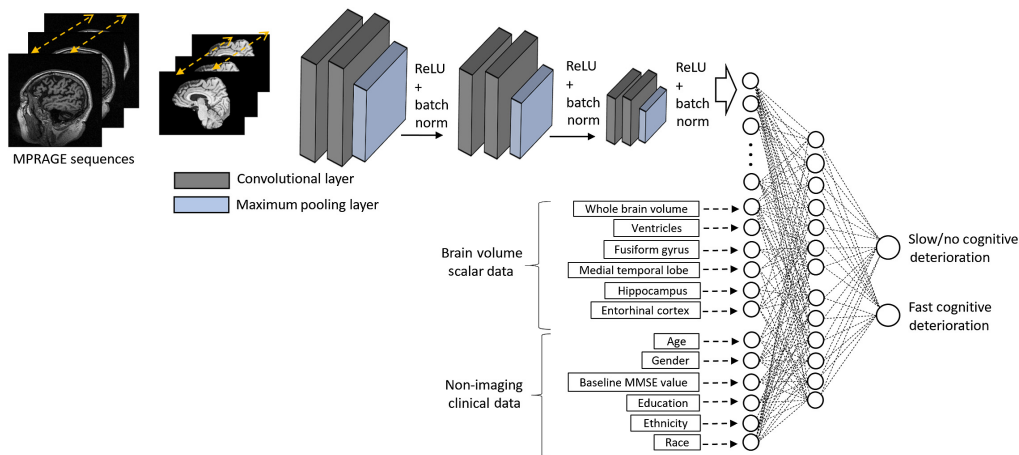 MPRAGE sequences
Convolutional layer
Maximum pooling layer
ReLU
+
batch
norm
ReLU
+
batch
norm
ReLU
+
batch
norm
Brain volume
scalar data
Whole brain volume
Ventricles
Fusiform gyrus
Medial temporal lobe
Hippocampus
Entorhinal cortex
Non-imaging
clinical data
Age
Gender
Baseline MMSE value
Education
Ethnicity
Race
Slow/no cognitive
deterioration
Fast cognitive
deterioration